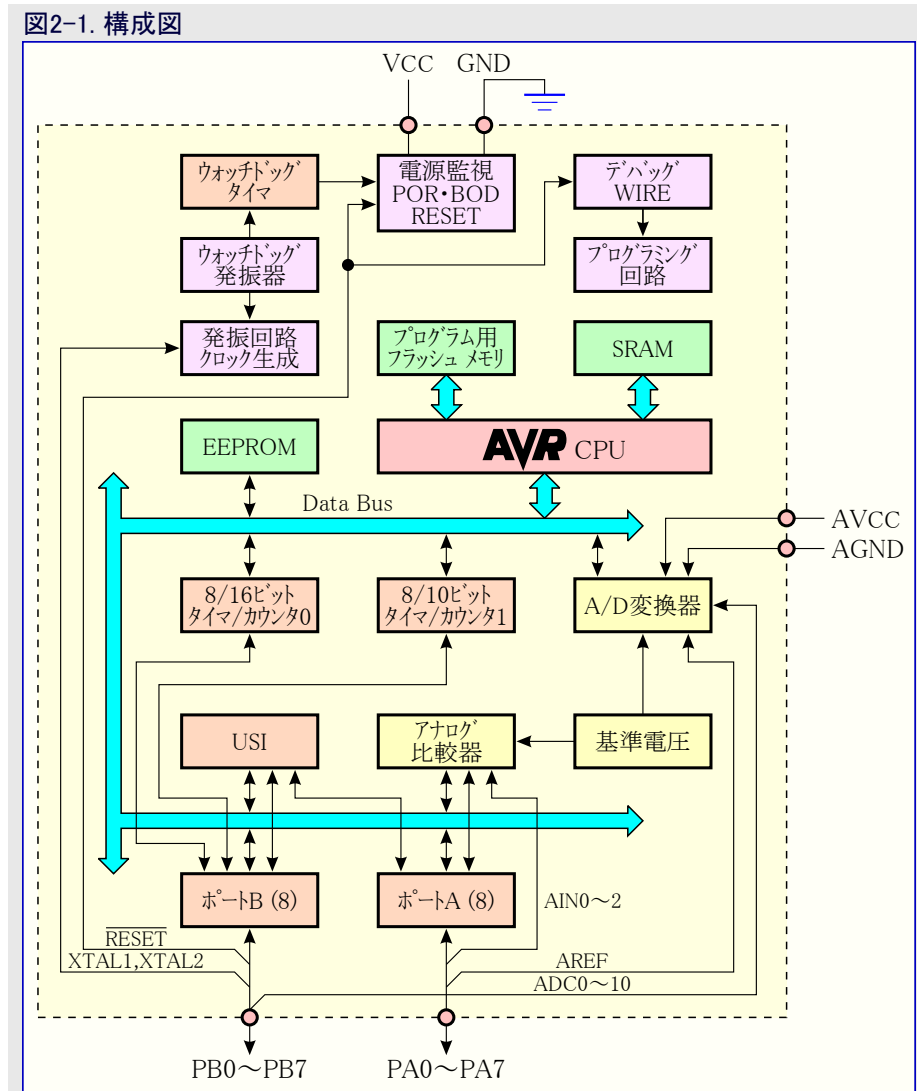 図2-1. 構成図
VCC
GND
ウォッチドッグ
タイマ
電源監視
POR・BOD
RESET
デバッグ
WIRE
ウォッチドッグ
発振器
プログラミング
回路
発振回路
クロック生成
プログラム用
フラッシュ メモリ
SRAM
EEPROM
AVR CPU
Data Bus
AVCC
AGND
8/16ビット
タイマ/カウンタ0
8/10ビット
タイマ/カウンタ1
A/D変換器
USI
アナログ
比較器
基準電圧
ポートB (8)
ポートA (8)
AIN0～2
RESET
XTAL1,XTAL2
AREF
ADC0～10
PB0～PB7
PA0～PA7